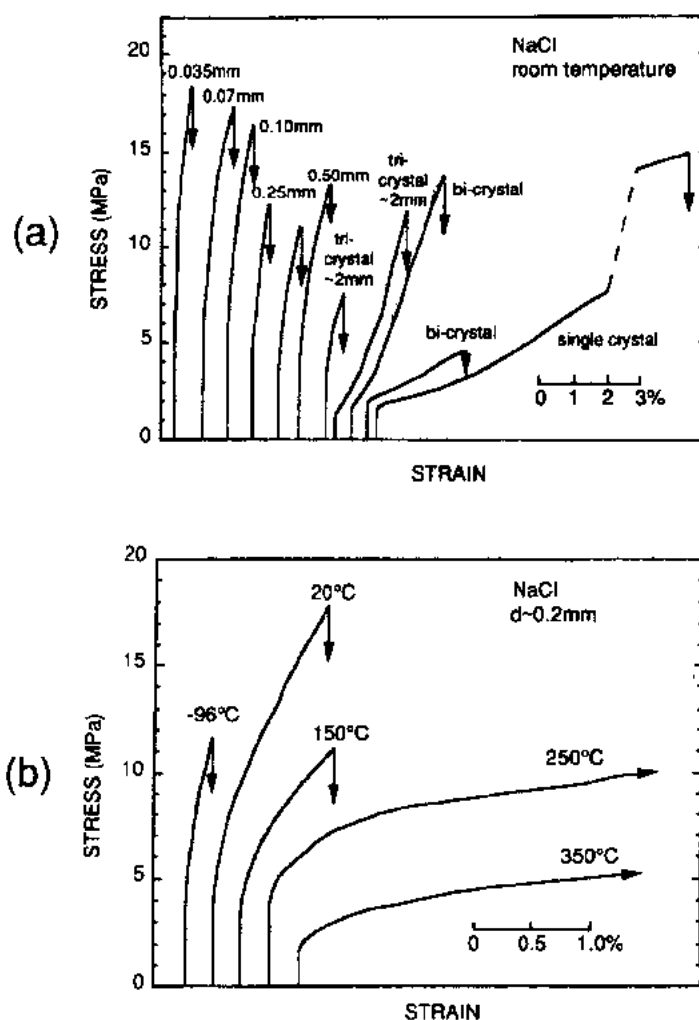 (a)
STRESS (MPa)
20
15
10
5
0
NaCl
room temperature
0.035mm
0.07mm
0.10mm
0.25mm
0.50mm
tri-
crystal
~2mm
tri-
crystal
~2mm
bi-crystal
bi-crystal
single crystal
0 1 2 3%
STRAIN
(b)
STRESS (MPa)
20
15
10
5
0
NaCl
d~0.2mm
-96°C
20°C
150°C
250°C
350°C
0 0.5 1.0%
STRAIN